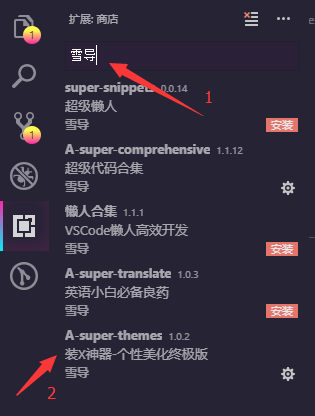 扩展: 商店
1
雪导
1
super-snippets 0.0.14
超级懒人
雪导
安装
1
A-super-comprehensive 1.1.12
超级代码合集
雪导
懒人合集 1.1.1
VSCode懒人高效开发
雪导
安装
A-super-translate 1.0.3
英语小白必备良药
雪导
安装
A-super-themes 1.0.2
装X神器-个性美化终极版
2
雪导